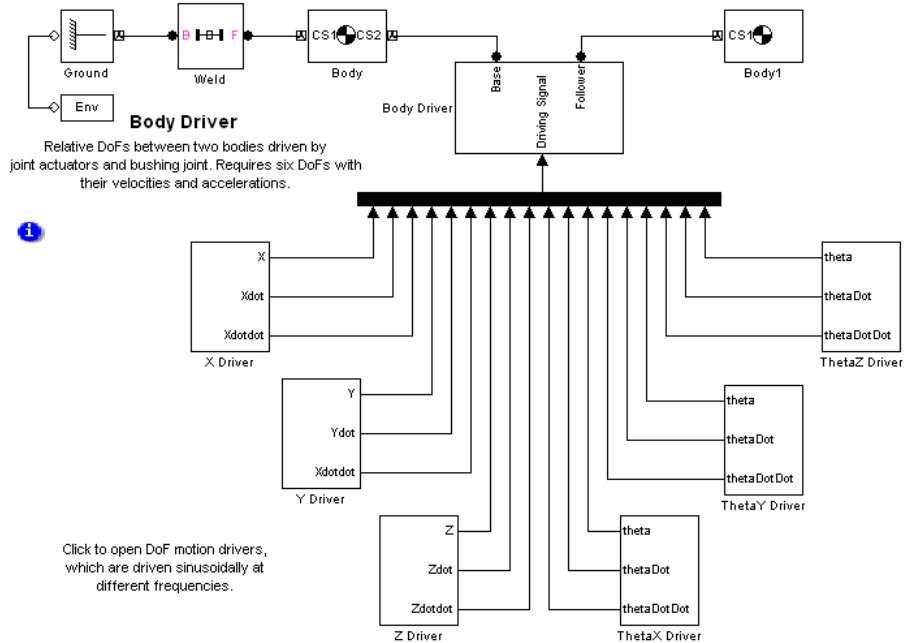 B F
CS1 CS2
CS1
Ground
Weld
Body
Body1
Env
Base
Driving Signal
Follower
Body Driver
Body Driver
Relative DoFs between two bodies driven by
joint actuators and bushing joint. Requires six DoFs with
their velocities and accelerations.
i
X
Xdot
Xdotdot
X Driver
theta
thetaDot
thetaDotDot
ThetaZ Driver
Y
Ydot
Xdotdot
Y Driver
theta
thetaDot
thetaDotDot
ThetaY Driver
Z
Zdot
Zdotdot
Z Driver
theta
thetaDot
thetaDotDot
ThetaX Driver
Click to open DoF motion drivers,
which are driven sinusoidally at
different frequencies.